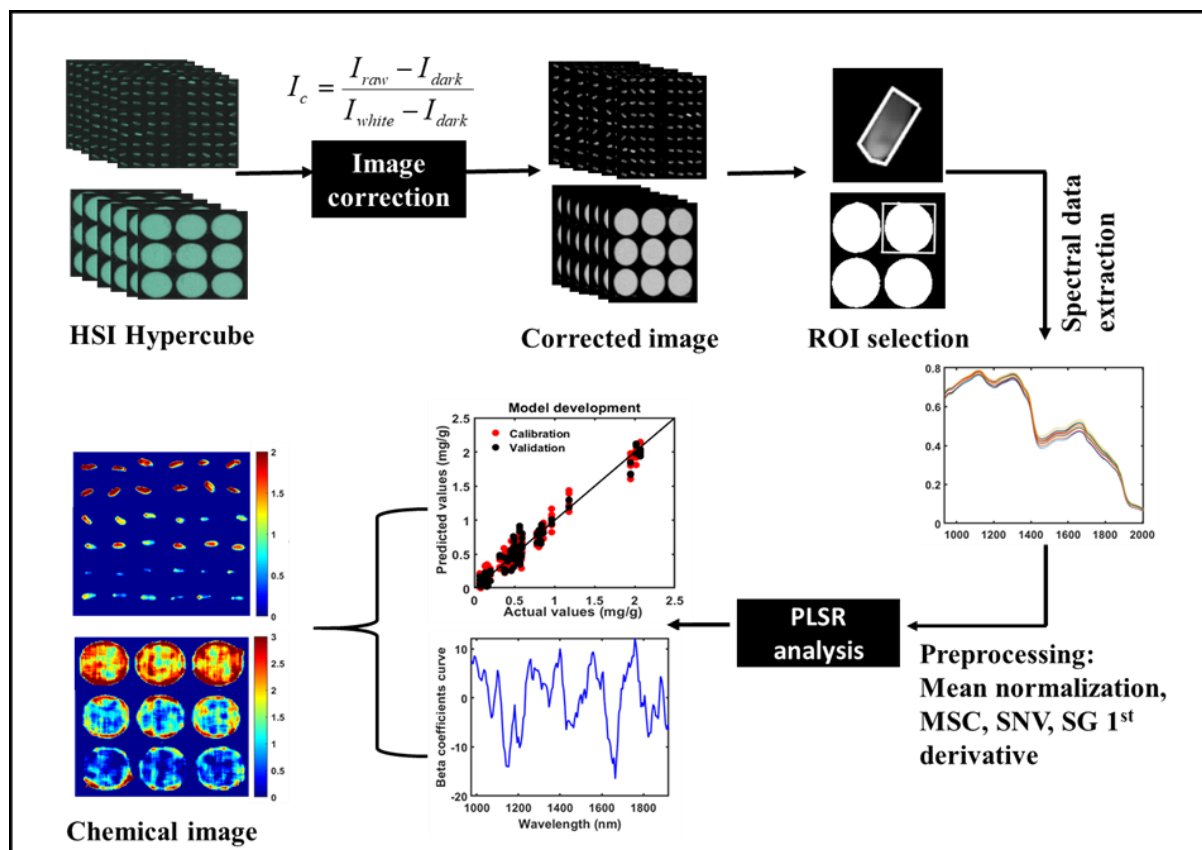 I_c = (I_raw − I_dark) / (I_white − I_dark)
Image
correction
HSI Hypercube
Corrected image
ROI selection
Spectral data
extraction
0.8
0.6
0.4
0.2
0
1000 1200 1400 1600 1800 2000
Model development
Calibration
Validation
Predicted values (mg/g)
2.5
2
1.5
1
0.5
0
0 0.5 1 1.5 2 2.5
Actual values (mg/g)
2
1.5
1
0.5
0
3
2.5
2
1.5
1
0.5
0
Chemical image
Beta coefficients curve
10
0
-10
-20
1000 1200 1400 1600 1800
Wavelength (nm)
PLSR
analysis
Preprocessing:
Mean normalization,
MSC, SNV, SG 1st
derivative